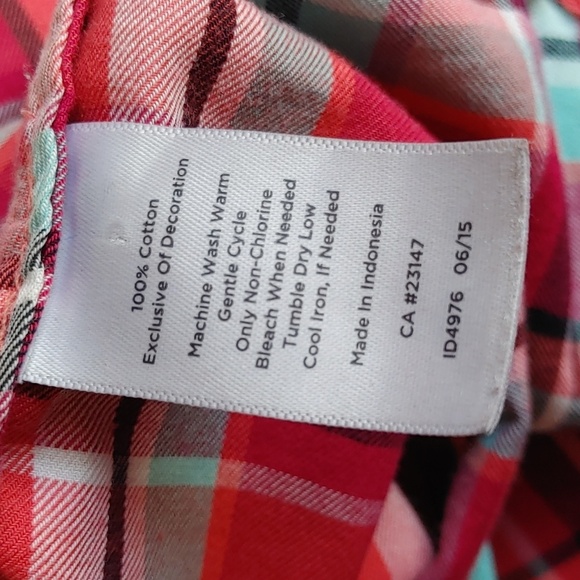 100% Cotton
Exclusive Of Decoration
Machine Wash Warm
Gentle Cycle
Only Non-Chlorine
Bleach When Needed
Tumble Dry Low
Cool Iron, If Needed
Made In Indonesia
CA #23147
ID4976 06/15